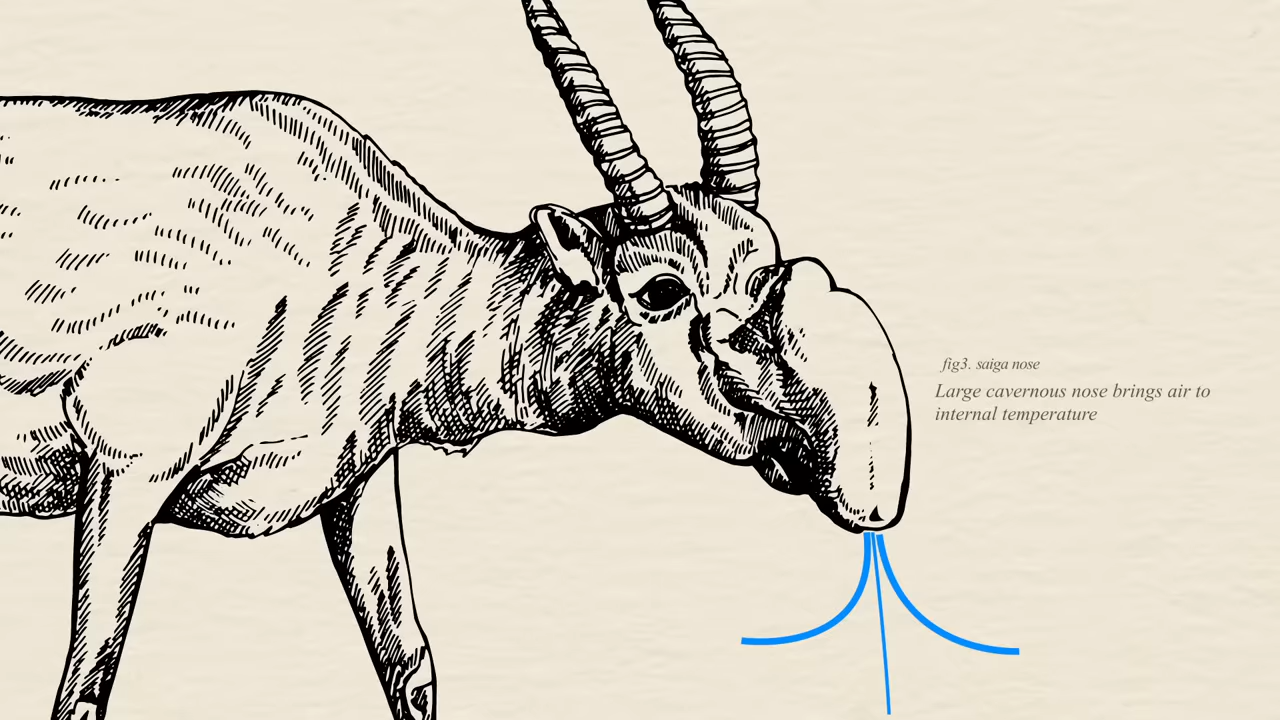 fig3. saiga nose
Large cavernous nose brings air to
internal temperature